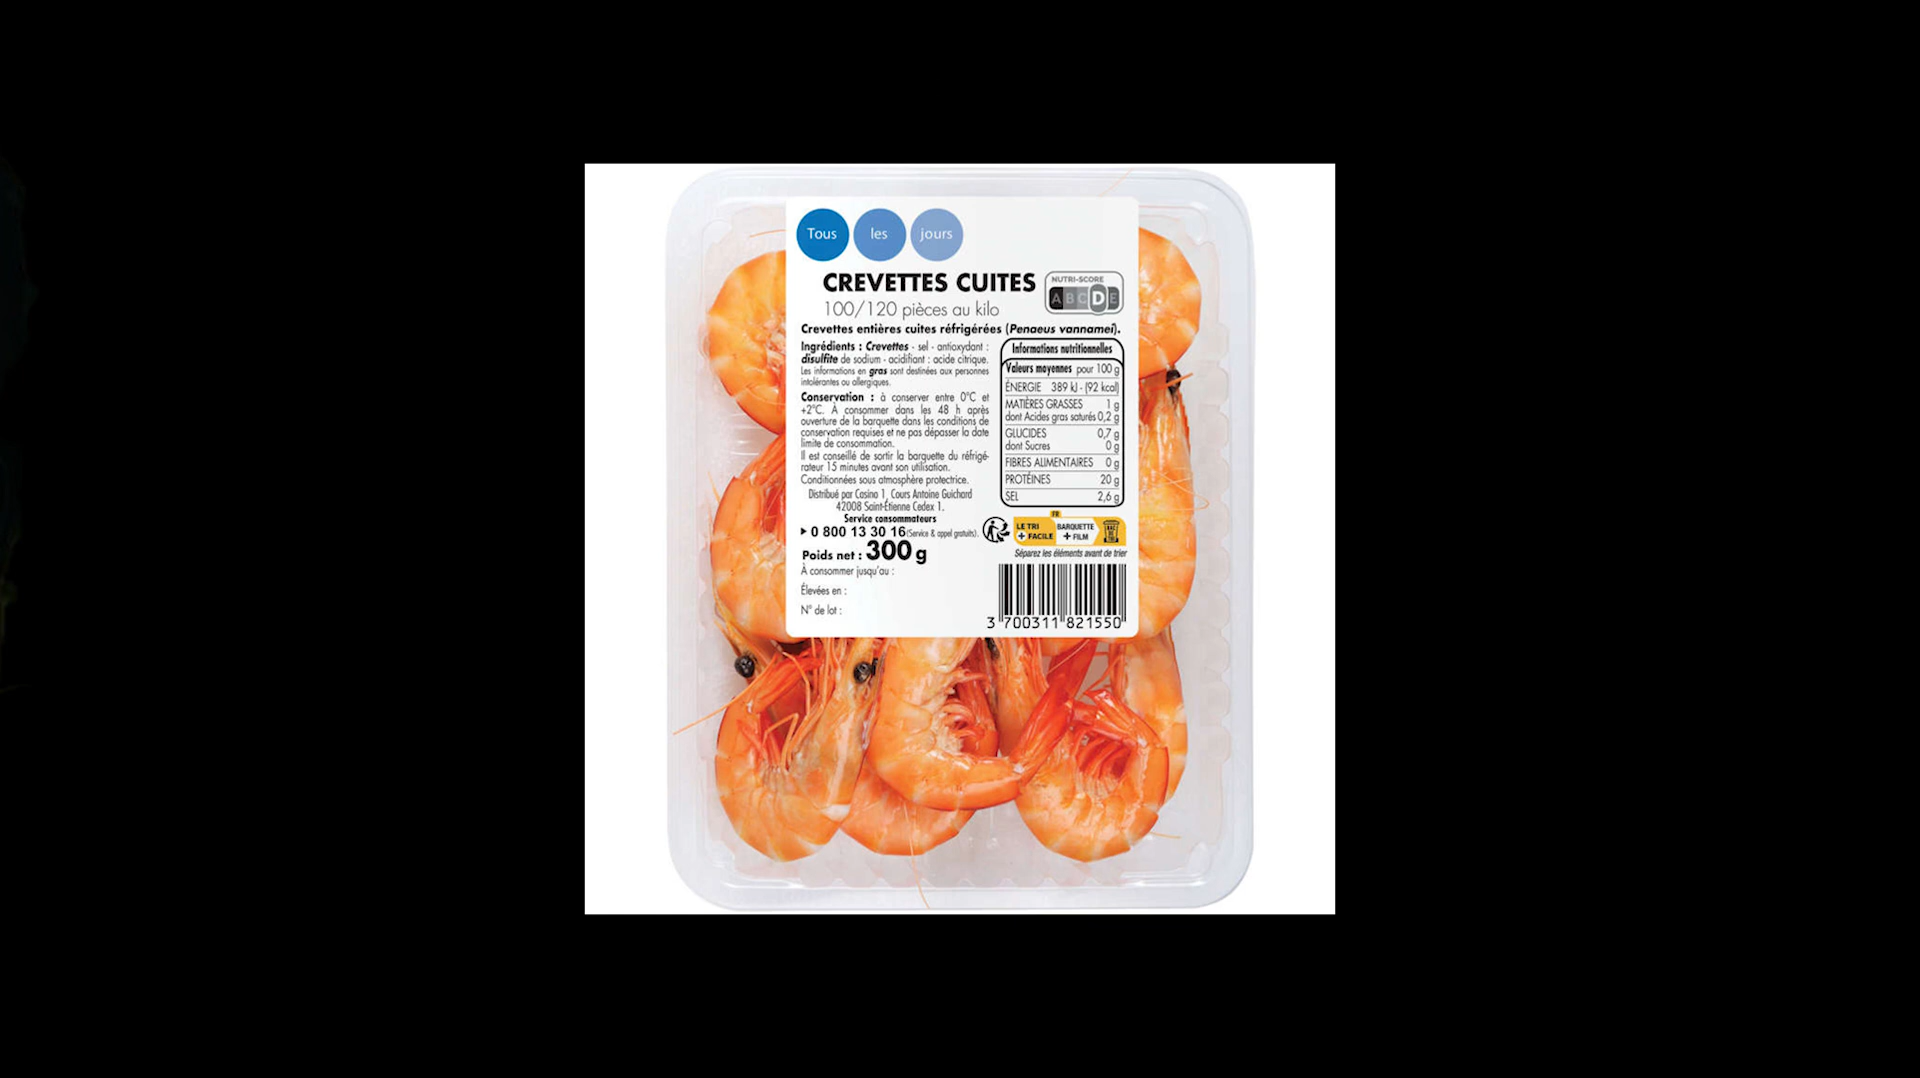 Tous les jours
CREVETTES CUITES
100/120 pièces au kilo
NUTRI-SCORE
A B C D E
Crevettes entières cuites réfrigérées (Penaeus vannamei).
Ingrédients : Crevettes - sel - antioxydant :
disulfite de sodium - acidifiant : acide citrique.
Les informations en gras sont destinées aux personnes
intolérantes ou allergiques.
Conservation : à conserver entre 0°C et
+2°C. À consommer dans les 48 h après
ouverture de la barquette dans les conditions de
conservation requises et ne pas dépasser la date
limite de consommation.
Il est conseillé de sortir la barquette du réfrigé-
rateur 15 minutes avant son utilisation.
Conditionnées sous atmosphère protectrice.
Distribué par Casino 1, Cours Antoine Guichard
42008 Saint-Étienne Cedex 1.
Service consommateurs
0 800 13 30 16 (Service & appel gratuits).
Poids net : 300 g
À consommer jusqu'au :
Élevées en :
N° de lot :
Informations nutritionnelles
Valeurs moyennes pour 100 g
ÉNERGIE 389 kJ - (92 kcal)
MATIÈRES GRASSES 1 g
dont Acides gras saturés 0,2 g
GLUCIDES 0,7 g
dont Sucres 0 g
FIBRES ALIMENTAIRES 0 g
PROTÉINES 20 g
SEL 2,6 g
FR
LE TRI
+ FACILE
BARQUETTE
+ FILM
BAC
DE
TRI
Séparez les éléments avant de trier
3 700311 821550